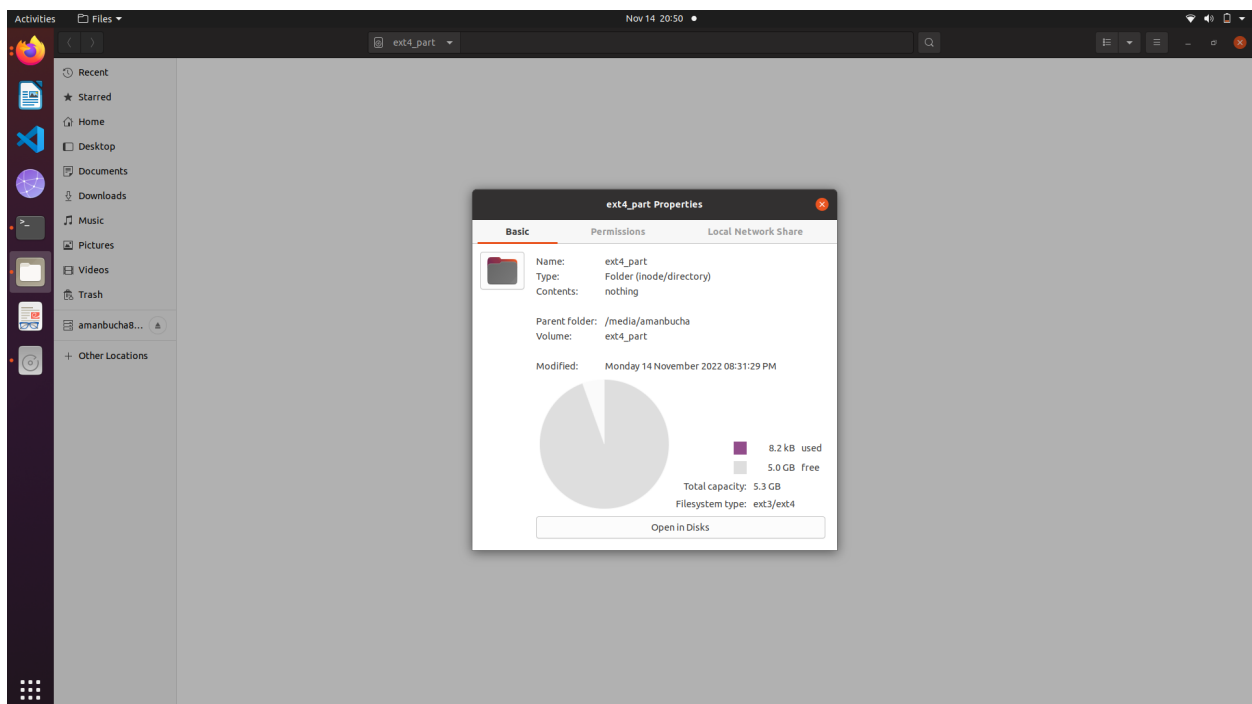 Activities Files Nov 14 20:50
ext4_part
Recent
Starred
Home
Desktop
Documents
Downloads
Music
Pictures
Videos
Trash
amanbucha8...
+ Other Locations
ext4_part Properties
Basic Permissions Local Network Share
Name: ext4_part
Type: Folder (inode/directory)
Contents: nothing
Parent folder: /media/amanbucha
Volume: ext4_part
Modified: Monday 14 November 2022 08:31:29 PM
8.2 kB used
5.0 GB free
Total capacity: 5.3 GB
Filesystem type: ext3/ext4
Open in Disks